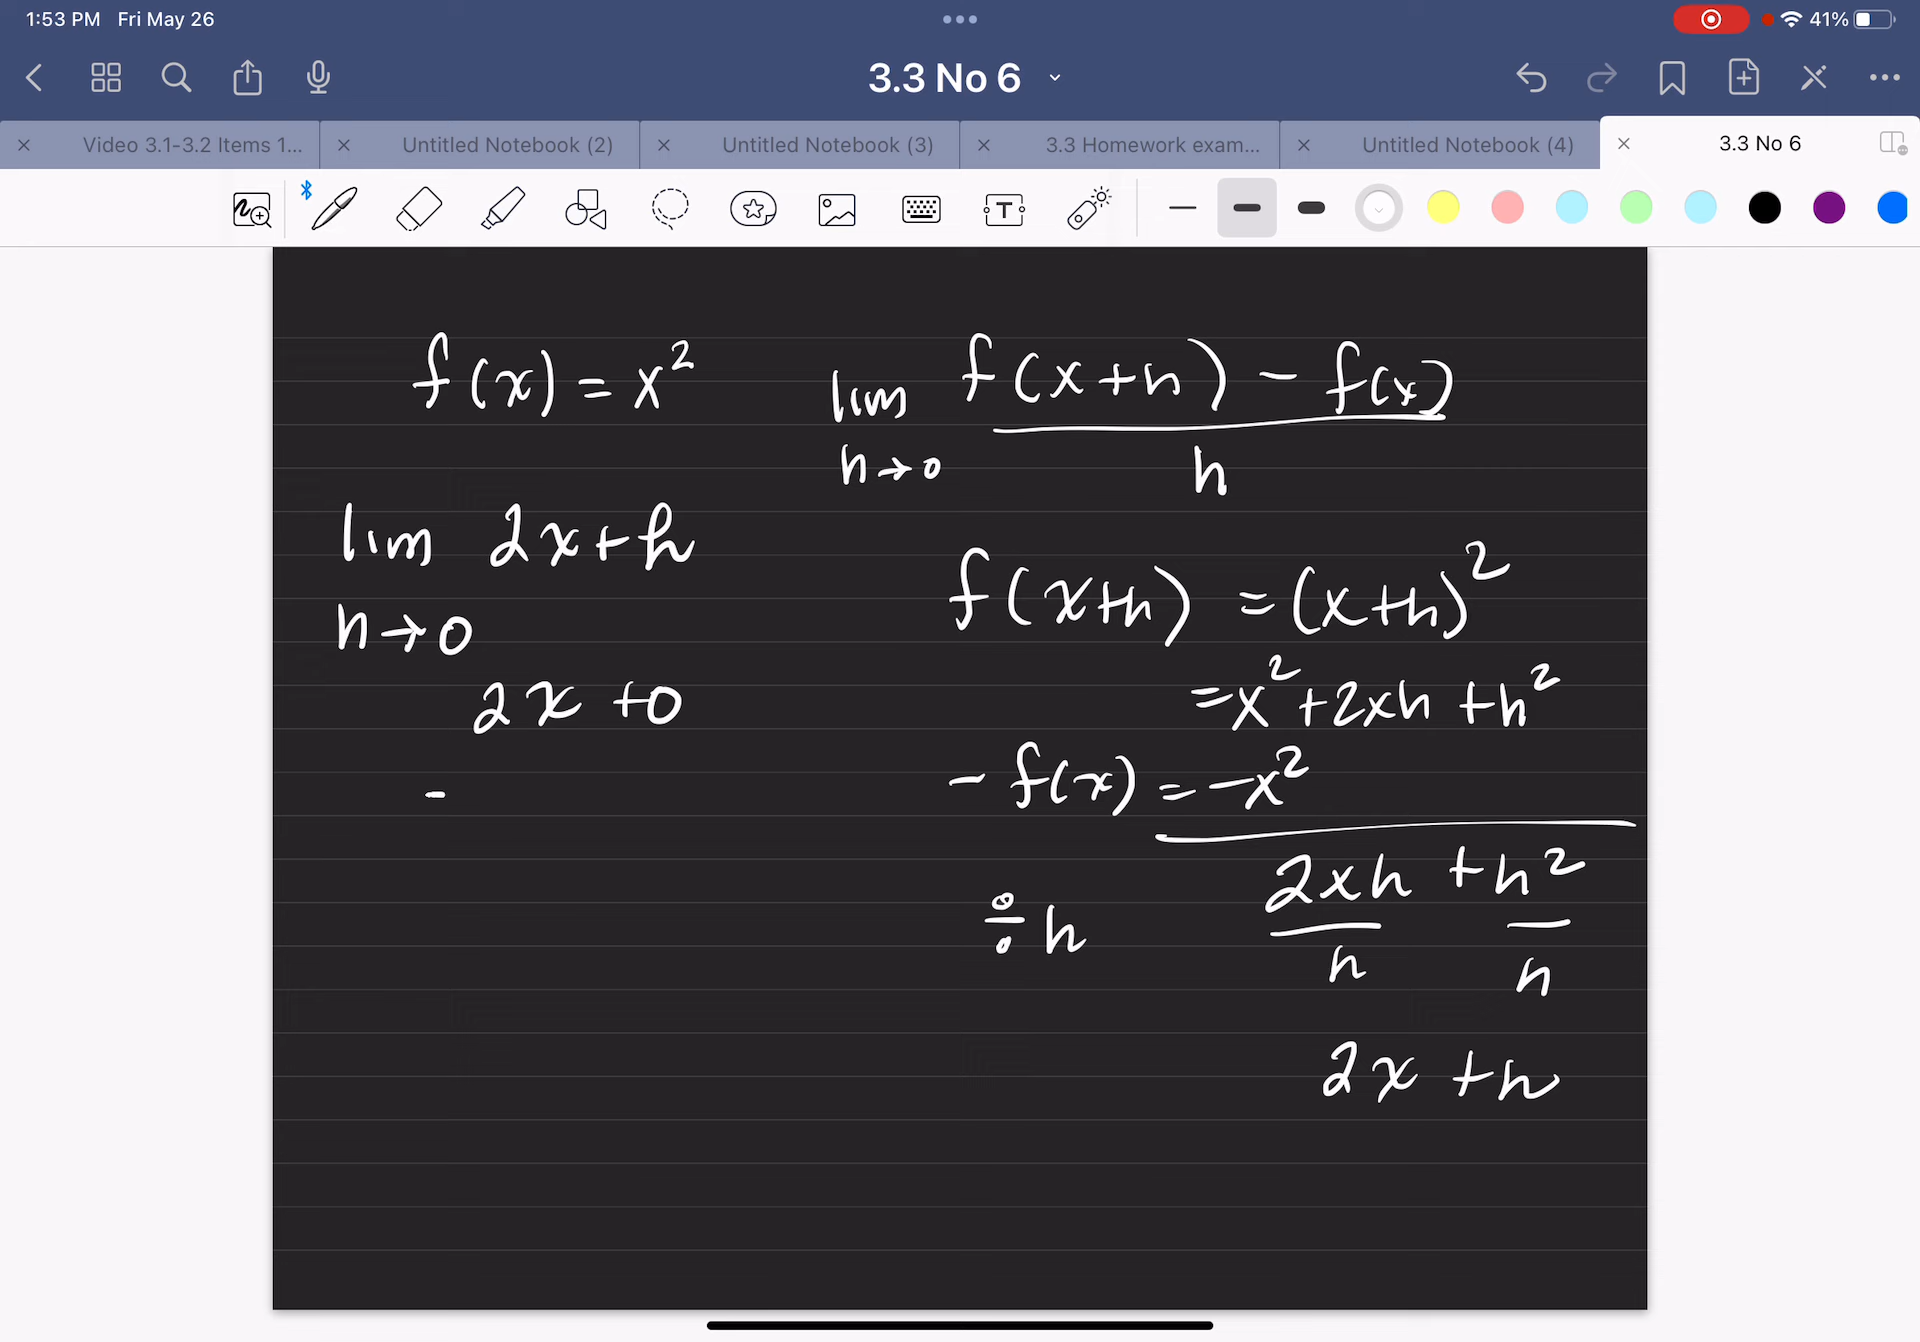 1:53 PM Fri May 26
41%
3.3 No 6
Video 3.1-3.2 Items 1...
Untitled Notebook (2)
Untitled Notebook (3)
3.3 Homework exam...
Untitled Notebook (4)
3.3 No 6
f(x) = x²
lim f(x+h) - f(x)
h→0 h
lim 2x+h
h→0
2x +0
-
f(x+h) = (x+h)²
= x² + 2xh + h²
- f(x) = -x²
2xh + h²
÷ h
h h
2x + h